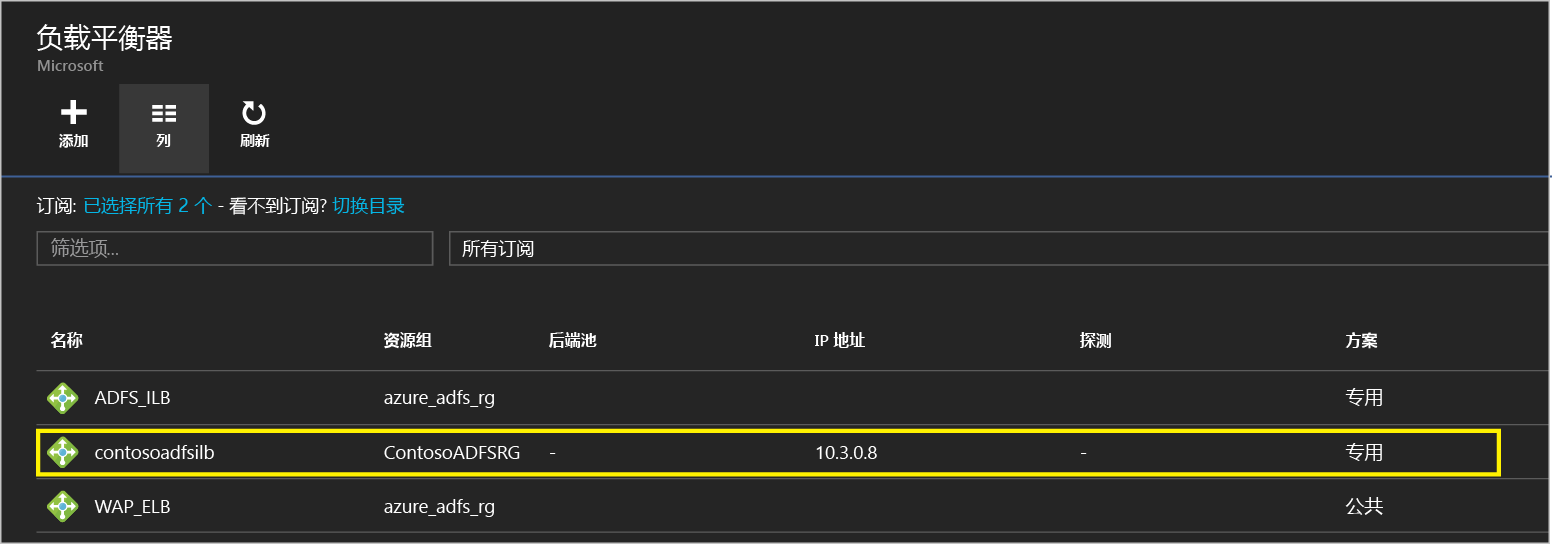 负载平衡器
Microsoft
添加 列 刷新
订阅: 已选择所有 2 个 - 看不到订阅? 切换目录
筛选项... 所有订阅
名称 资源组 后端池 IP 地址 探测 方案
ADFS_ILB azure_adfs_rg 专用
contosoadfsilb ContosoADFSRG - 10.3.0.8 - 专用
WAP_ELB azure_adfs_rg 公共